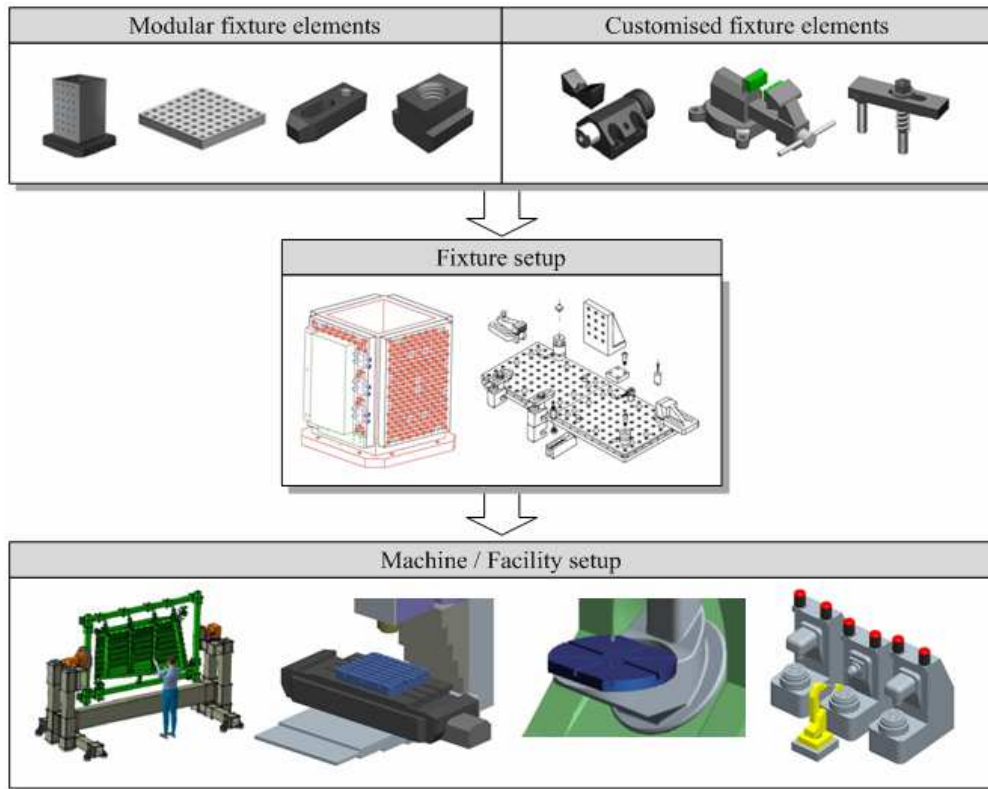 Modular fixture elements
Customised fixture elements
Fixture setup
Machine / Facility setup